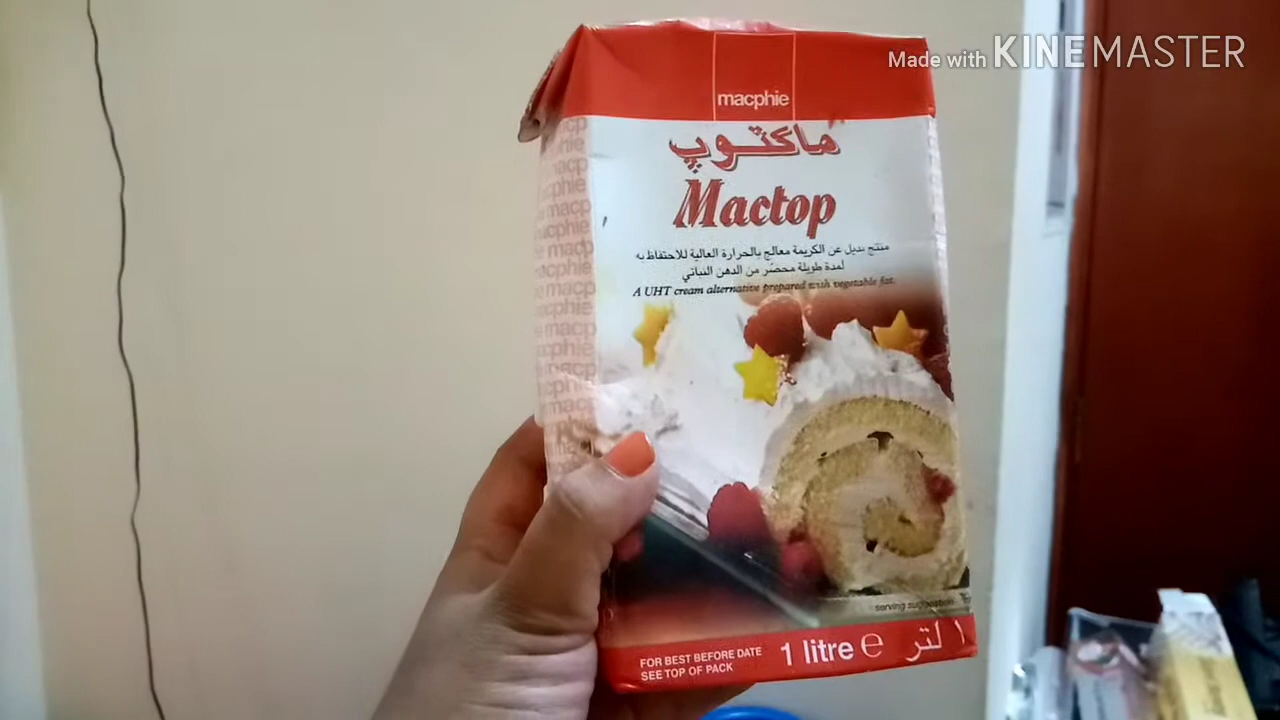 Made with KINEMASTER
macphie
ماكتوپ
Mactop
منتج بديل عن الكريمة معالج بالحرارة العالية للاحتفاظ به
لمدة طويلة محضّر من الدهن النباتي
A UHT cream alternative prepared with vegetable fat.
serving suggestion
FOR BEST BEFORE DATE
SEE TOP OF PACK
1 litre e
١ لتر